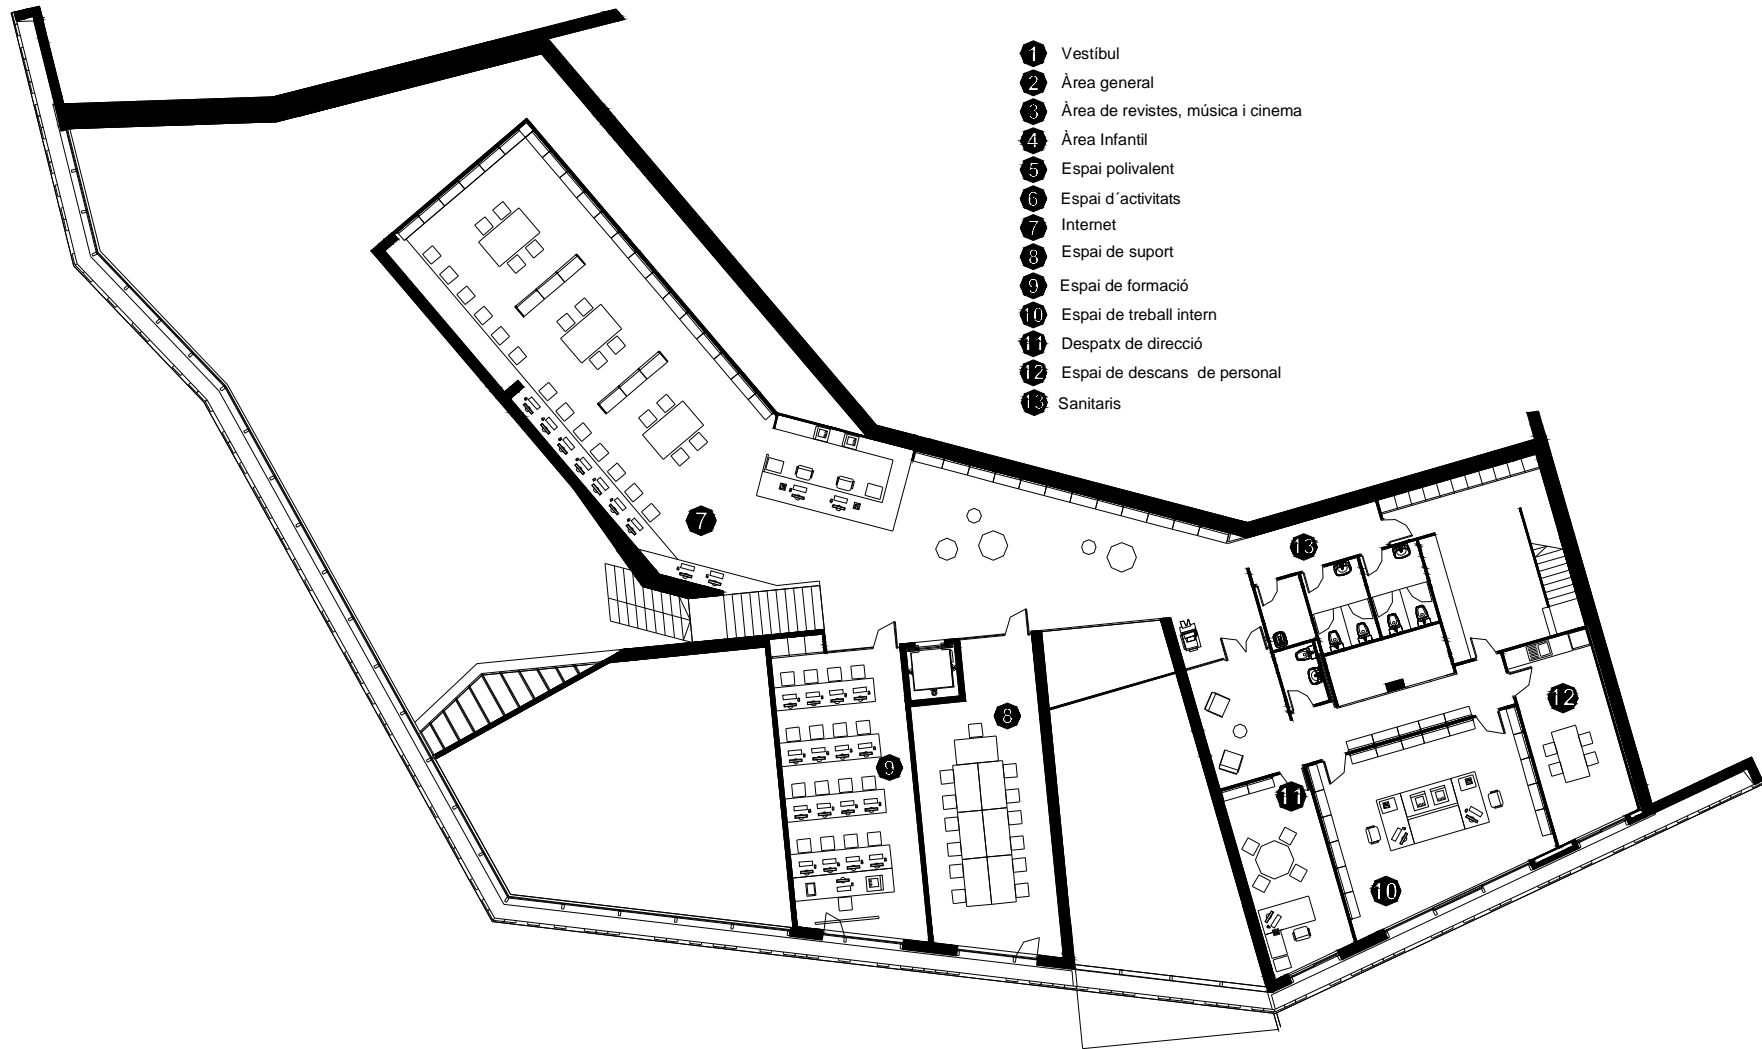 1 Vestíbul
2 Àrea general
3 Àrea de revistes, música i cinema
4 Àrea Infantil
5 Espai polivalent
6 Espai d´activitats
7 Internet
8 Espai de suport
9 Espai de formació
10 Espai de treball intern
11 Despatx de direcció
12 Espai de descans  de personal
13 Sanitaris
7
13
8
12
9
11
10